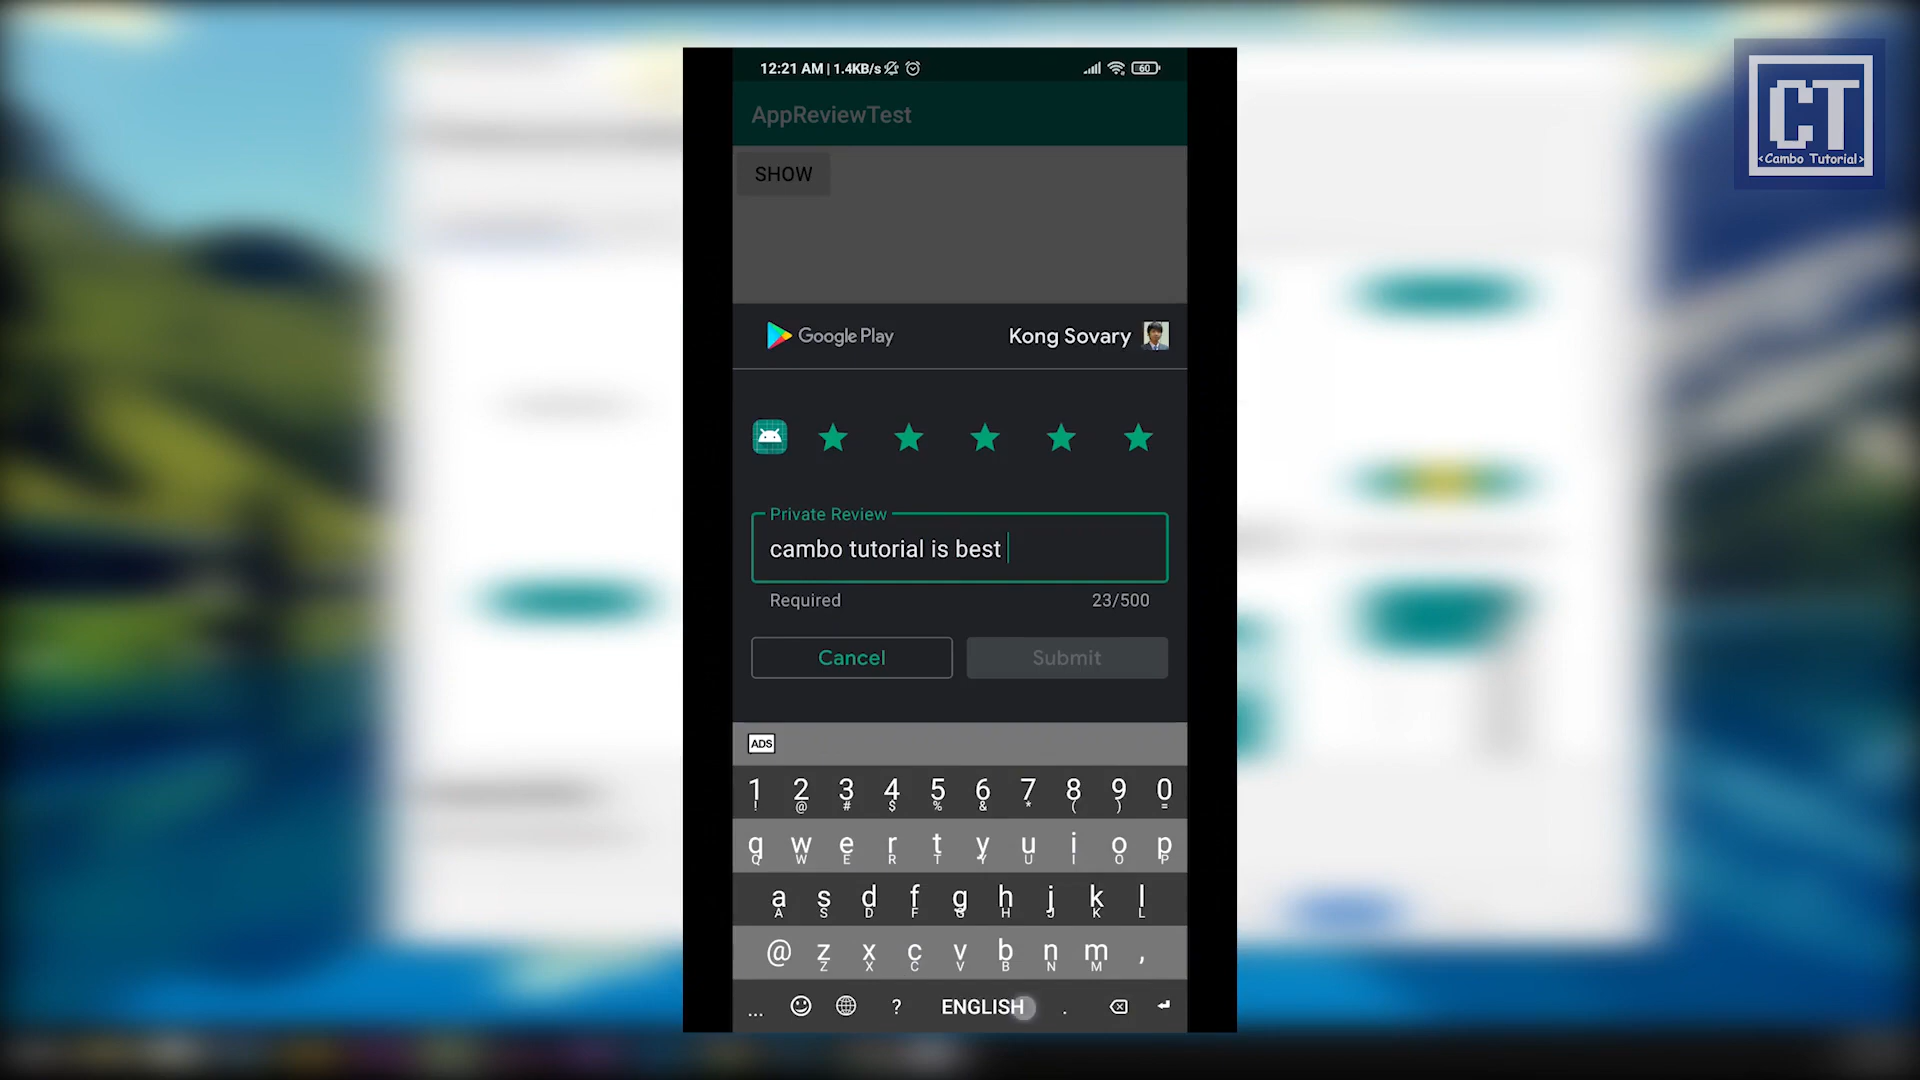 12:21 AM | 1.4KB/s
60
AppReviewTest
SHOW
CT
<Cambo Tutorial>
Google Play
Kong Sovary
Private Review
cambo tutorial is best
Required
23/500
Cancel
Submit
ADS
1 2 3 4 5 6 7 8 9 0
! @ # $ % & * ( ) =
q w e r t y u i o p
Q W E R T Y U I O P
a s d f g h j k l
A S D F G H J K L
@ z x c v b n m ,
Z X C V B N M
... ? ENGLISH .